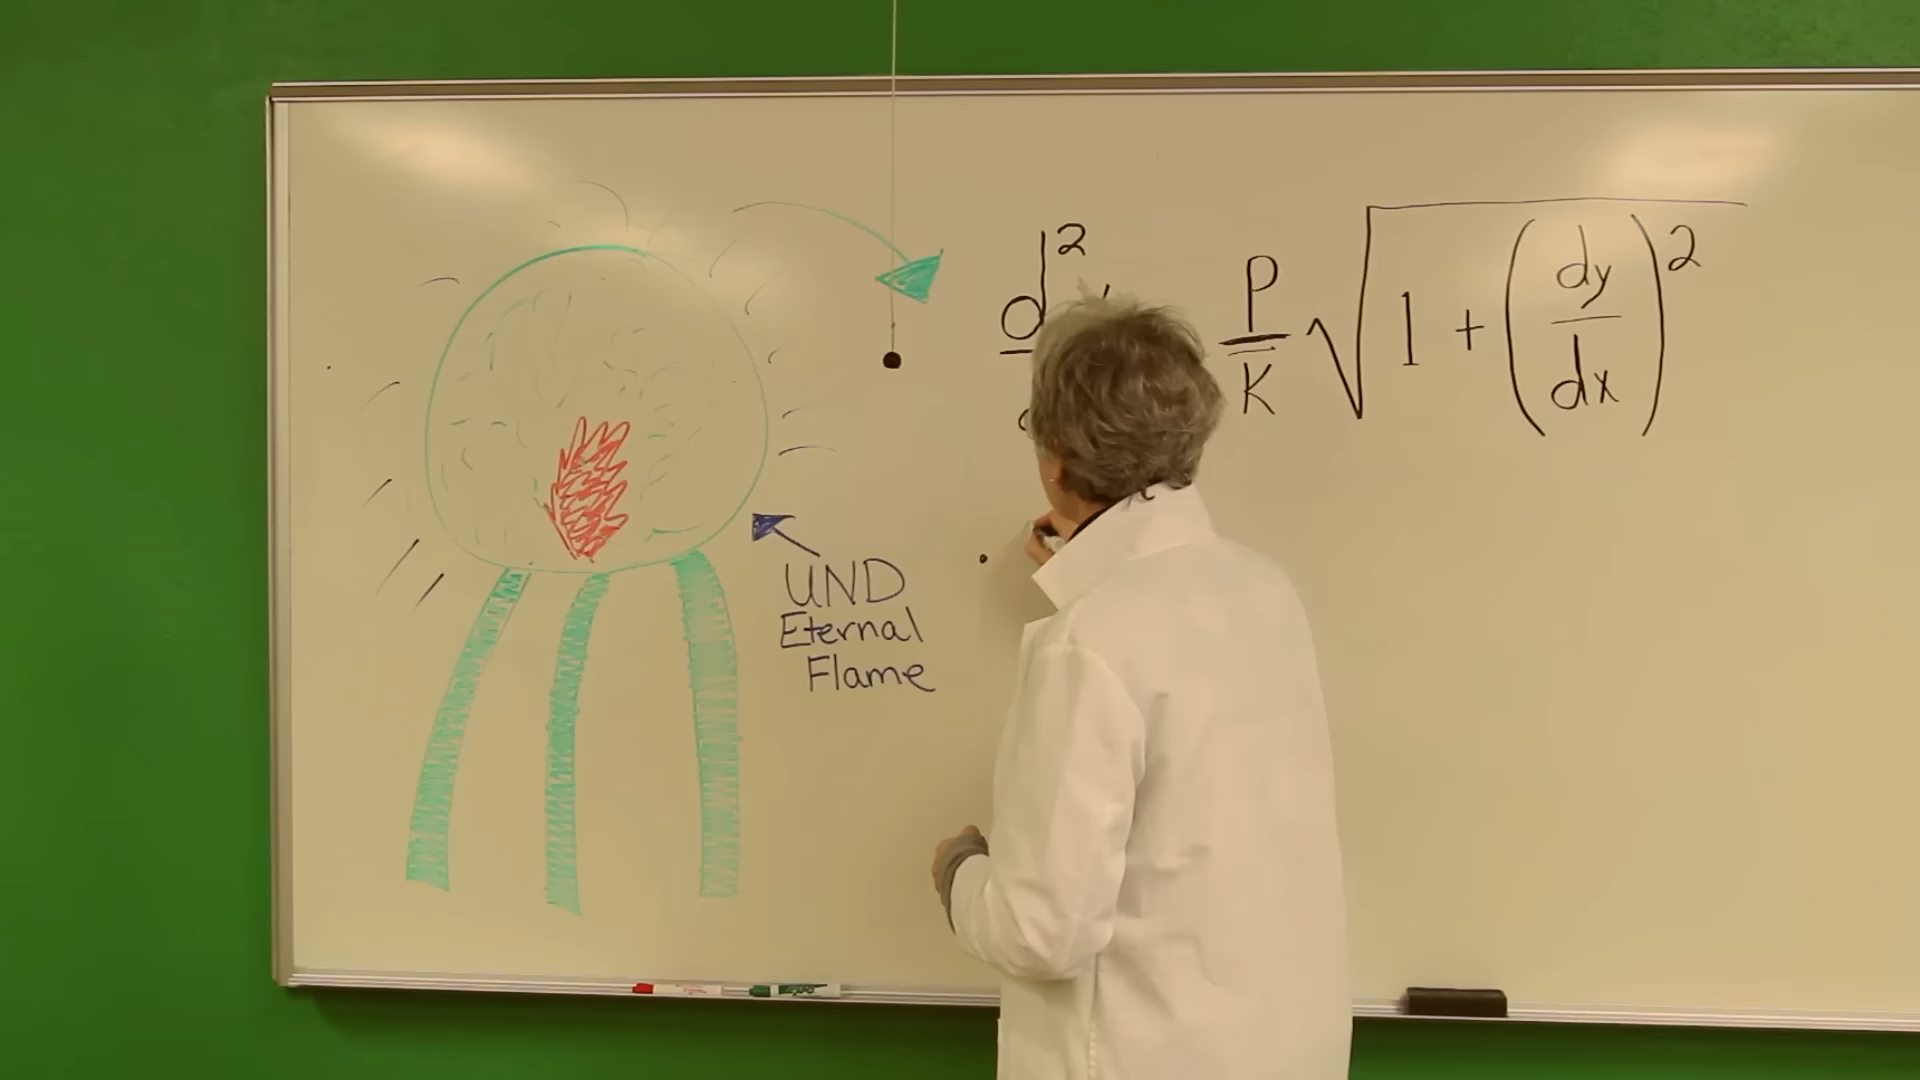 UND
Eternal
Flame
d²
P/K √(1 + (dy/dx)²)